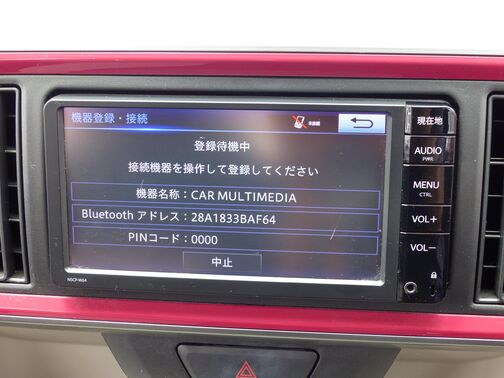 機器登録・接続
未接続
登録待機中
接続機器を操作して登録してください
機器名称：CAR MULTIMEDIA
Bluetooth アドレス：28A1833BAF64
PINコード：0000
中止
NSCP-W64
現在地
AUDIO
PWR
MENU
CTRL
VOL+
VOL−